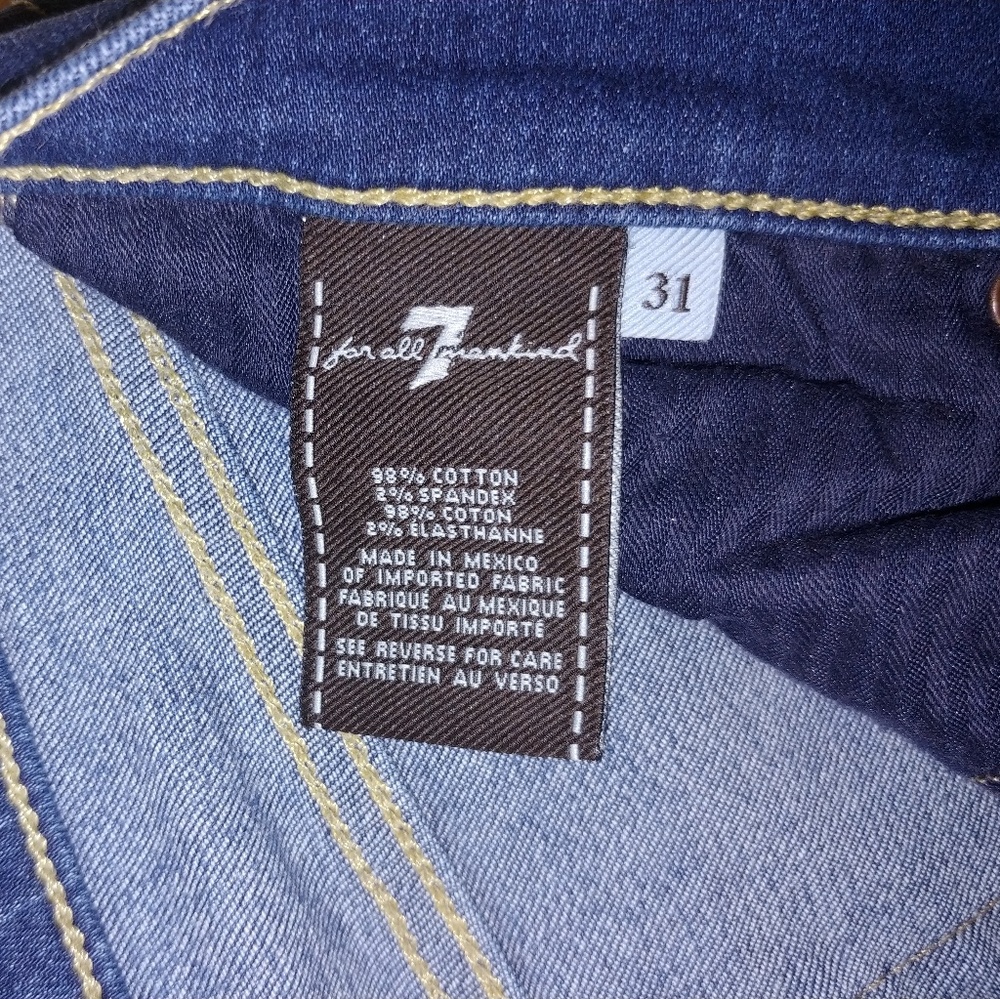 7
for all mankind
31
98% COTTON
2% SPANDEX
98% COTON
2% ÉLASTHANNE
MADE IN MEXICO
OF IMPORTED FABRIC
FABRIQUÉ AU MEXIQUE
DE TISSU IMPORTÉ
SEE REVERSE FOR CARE
ENTRETIEN AU VERSO